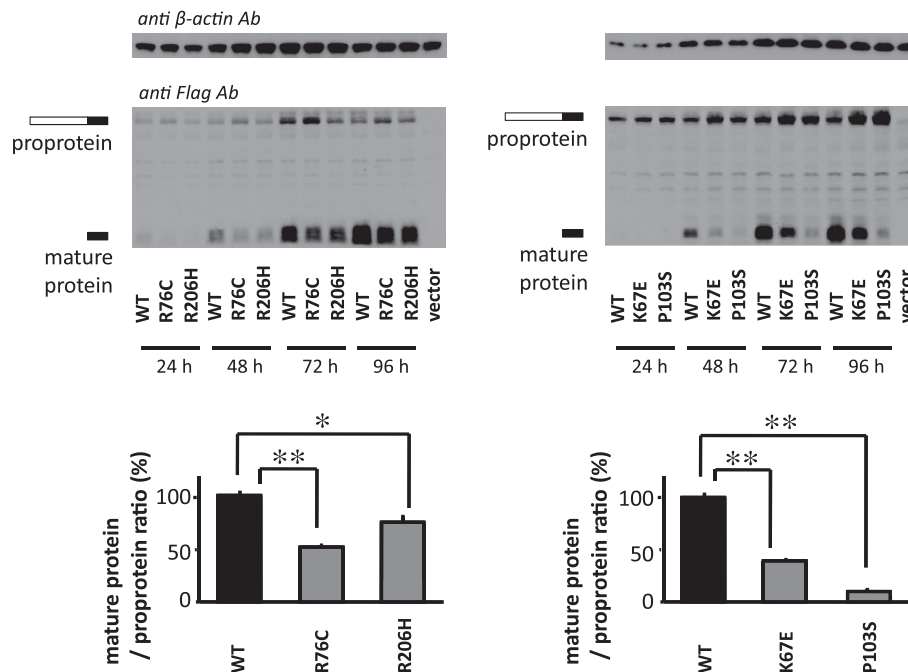 anti β-actin Ab
anti Flag Ab
proprotein
mature
protein
WT R76C R206H WT R76C R206H WT R76C R206H WT R76C R206H vector
24 h 48 h 72 h 96 h
proprotein
mature
protein
WT K67E P103S WT K67E P103S WT K67E P103S WT K67E P103S vector
24 h 48 h 72 h 96 h
mature protein
/ proprotein ratio (%)
100
50
0
*
**
WT R76C R206H
mature protein
/ proprotein ratio (%)
100
50
0
**
**
WT K67E P103S